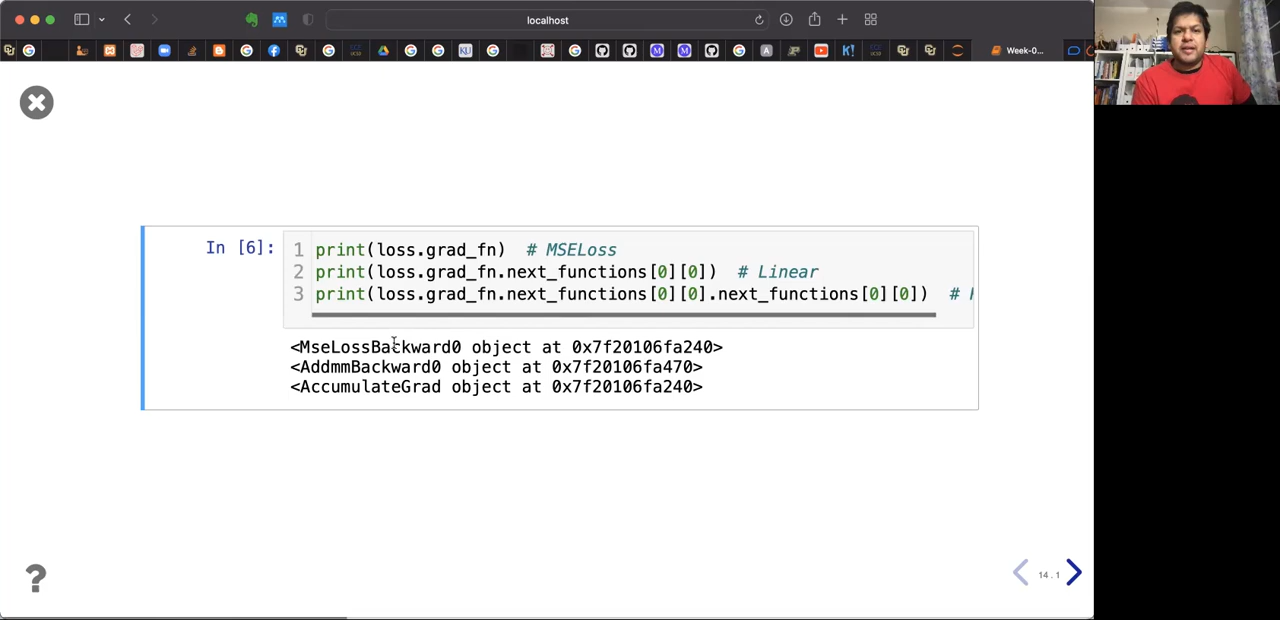 localhost
Week-0...
In [6]:
1 print(loss.grad_fn)  # MSELoss
2 print(loss.grad_fn.next_functions[0][0])  # Linear
3 print(loss.grad_fn.next_functions[0][0].next_functions[0][0])  #
<MseLossBackward0 object at 0x7f20106fa240>
<AddmmBackward0 object at 0x7f20106fa470>
<AccumulateGrad object at 0x7f20106fa240>
?
14.1